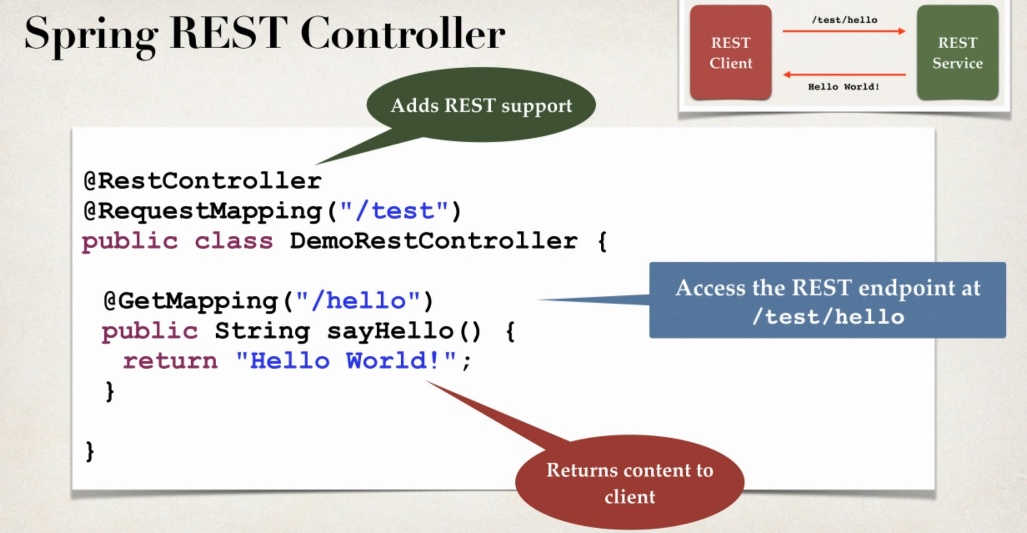 Spring REST Controller
REST
Client
/test/hello
Hello World!
REST
Service
Adds REST support
@RestController
@RequestMapping("/test")
public class DemoRestController {
@GetMapping("/hello")
public String sayHello() {
return "Hello World!";
}
}
Access the REST endpoint at
/test/hello
Returns content to
client